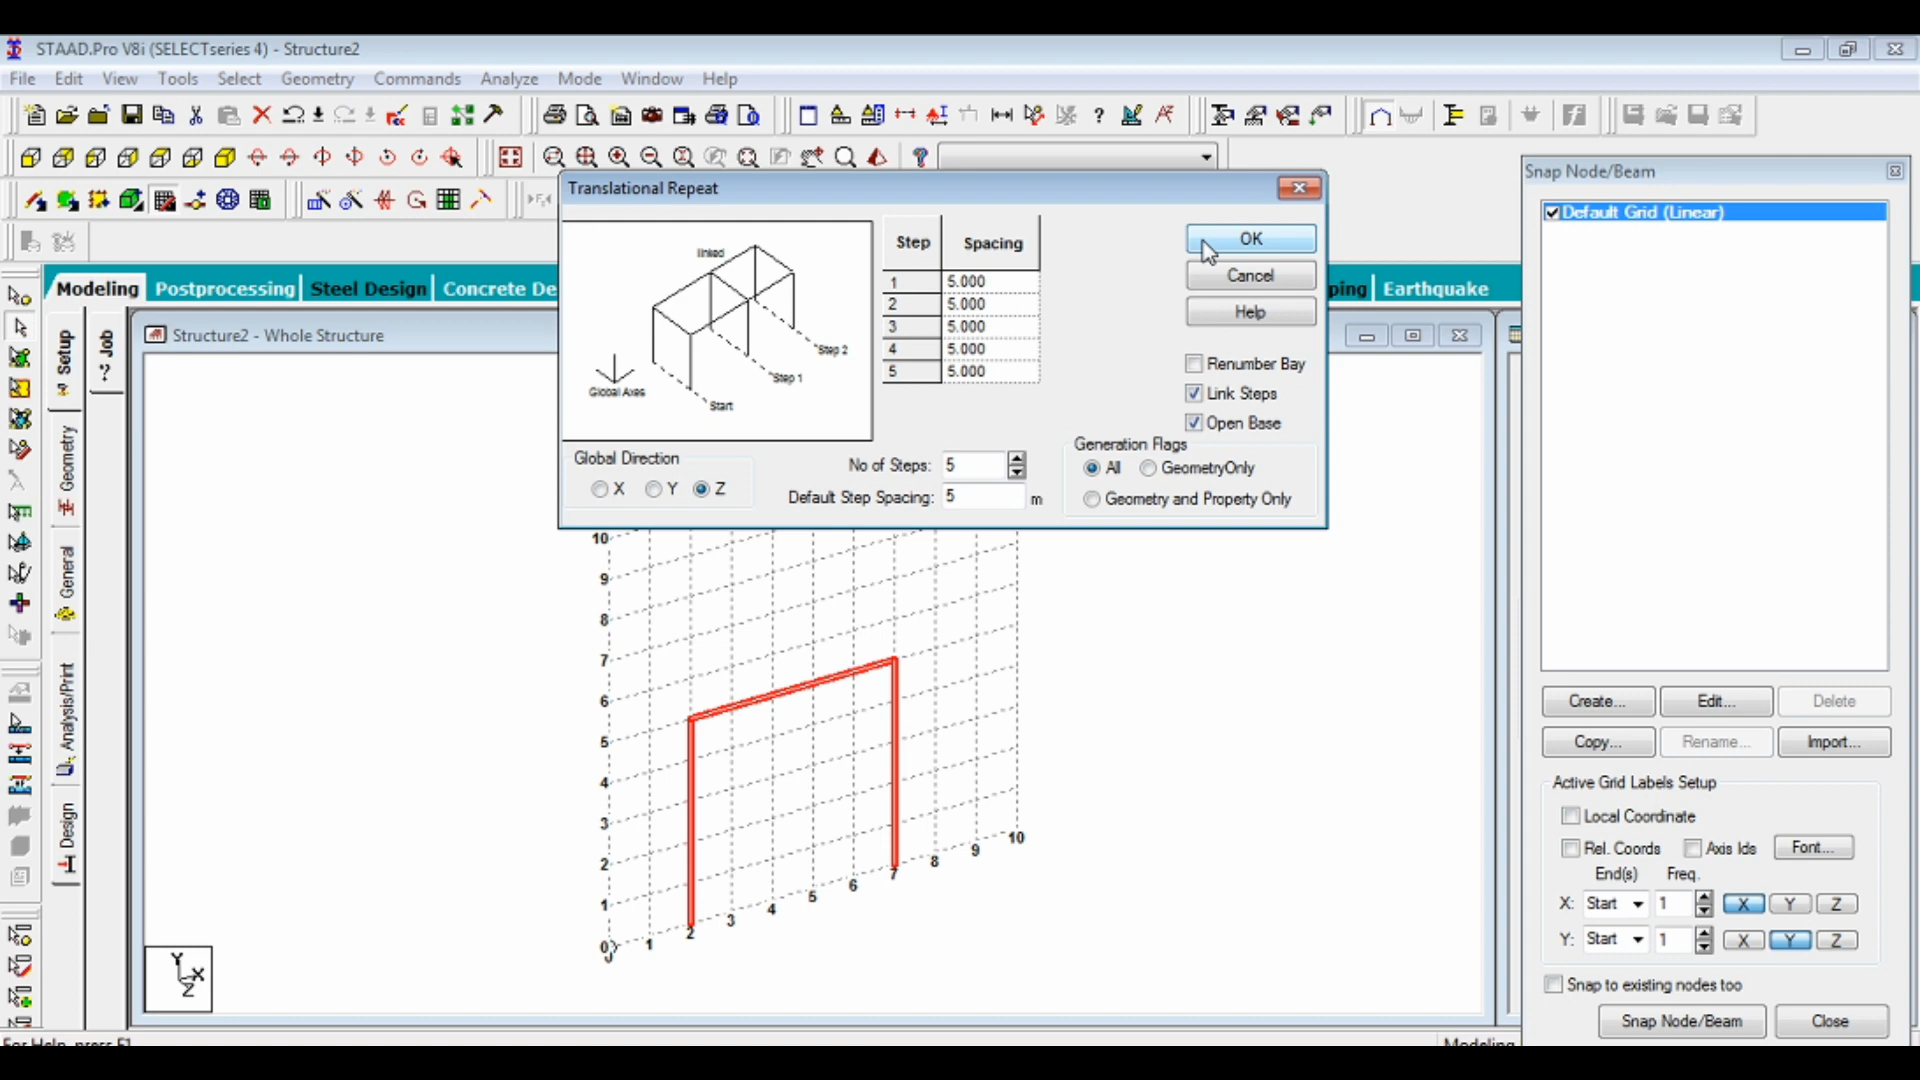 STAAD.Pro V8i (SELECTseries 4) - Structure2
File Edit View Tools Select Geometry Commands Analyze Mode Window Help
Snap Node/Beam
Default Grid (Linear)
Translational Repeat
linked
Step 2
Step 1
Start
Global Axes
Step Spacing
1 5.000
2 5.000
3 5.000
4 5.000
5 5.000
OK
Cancel
Help
Renumber Bay
Link Steps
Open Base
Generation Flags
All GeometryOnly
Geometry and Property Only
Global Direction
X Y Z
No of Steps: 5
Default Step Spacing: 5 m
Modeling Postprocessing Steel Design Concrete De
ping Earthquake
Structure2 - Whole Structure
Setup
Job
Geometry
General
Analysis/Print
Design
10
9
8
7
6
5
4
3
2
1
0
1 2 3 4 5 6 7 8 9 10
Y
X
Z
Create... Edit... Delete
Copy... Rename... Import...
Active Grid Labels Setup
Local Coordinate
Rel. Coords Axis Ids Font...
End(s) Freq.
X: Start 1 X Y Z
Y: Start 1 X Y Z
Snap to existing nodes too
Snap Node/Beam Close
For Help, press F1
Modeling